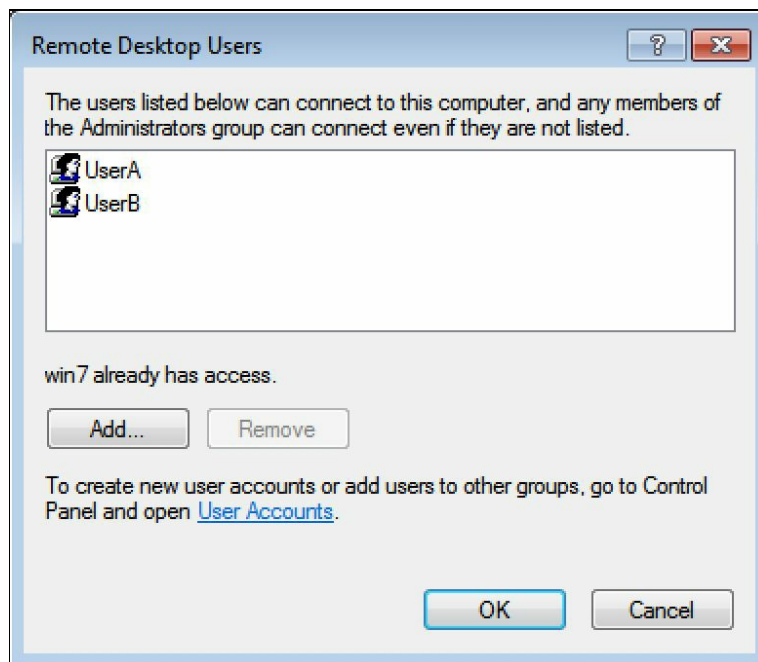 Remote Desktop Users
The users listed below can connect to this computer, and any members of
the Administrators group can connect even if they are not listed.
UserA
UserB
win7 already has access.
Add...
Remove
To create new user accounts or add users to other groups, go to Control
Panel and open User Accounts.
OK
Cancel